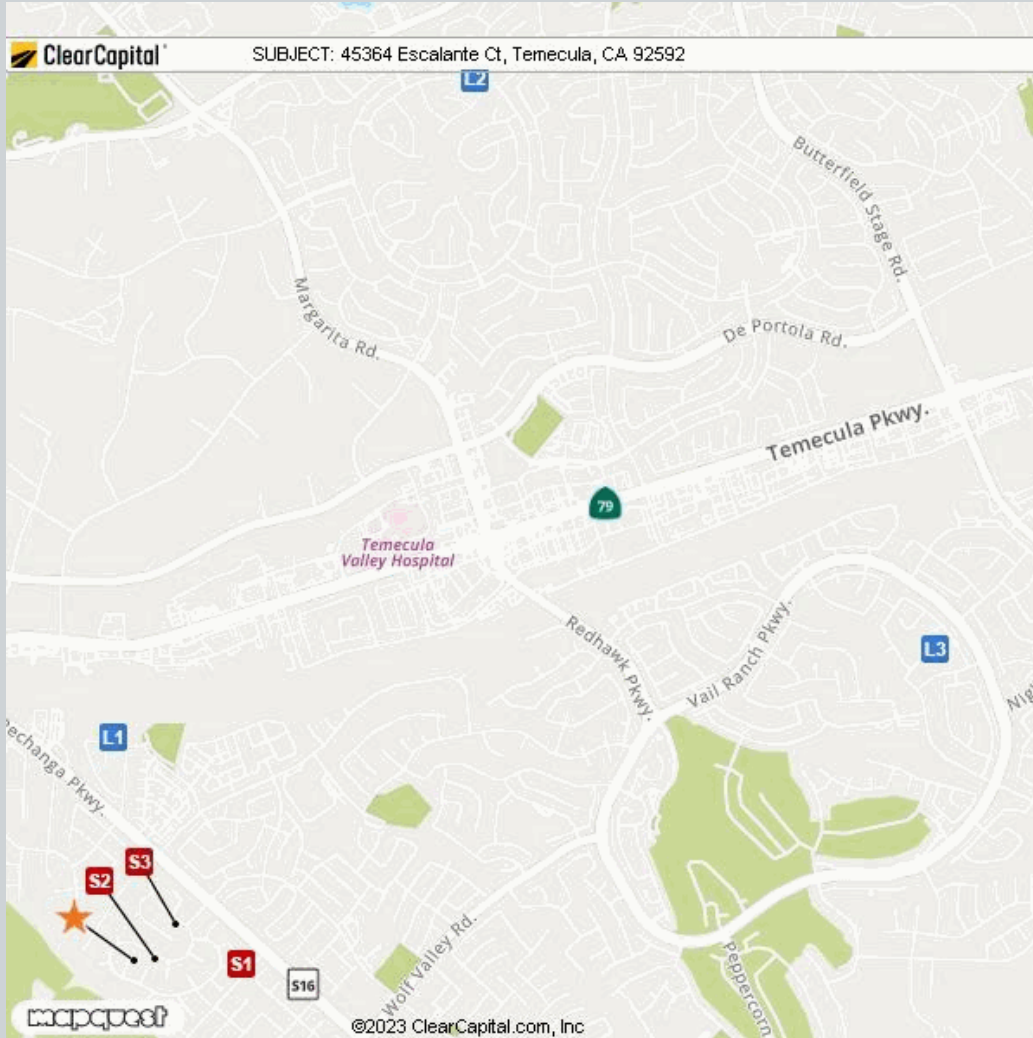 ClearCapital
SUBJECT: 45364 Escalante Ct, Temecula, CA 92592
L2
Butterfield Stage Rd.
Margarita Rd.
De Portola Rd.
Temecula Pkwy.
79
Temecula
Valley Hospital
Redhawk Pkwy.
Vail Ranch Pkwy.
L3
L1
Pechanga Pkwy.
S3
S2
S1
S16
Wolf Valley Rd.
Peppercorn
mapquest
©2023 ClearCapital.com, Inc